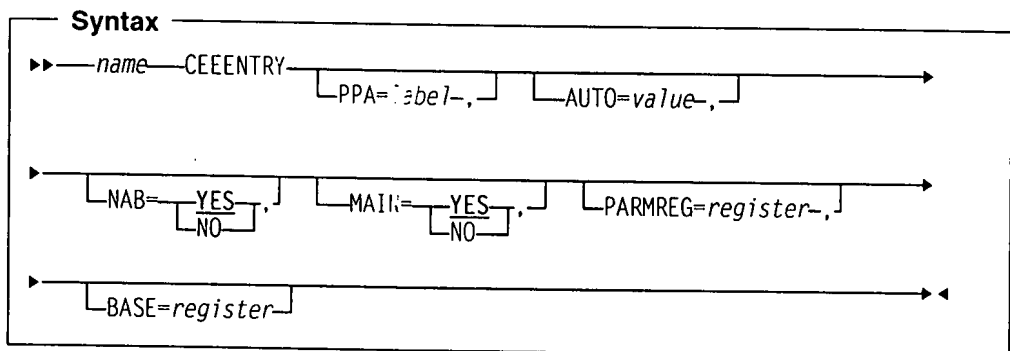 Syntax
name CEEENTRY
PPA=label, AUTO=value,
NAB= YES , MAIN= YES , PARMREG=register,
NO NO
BASE=register